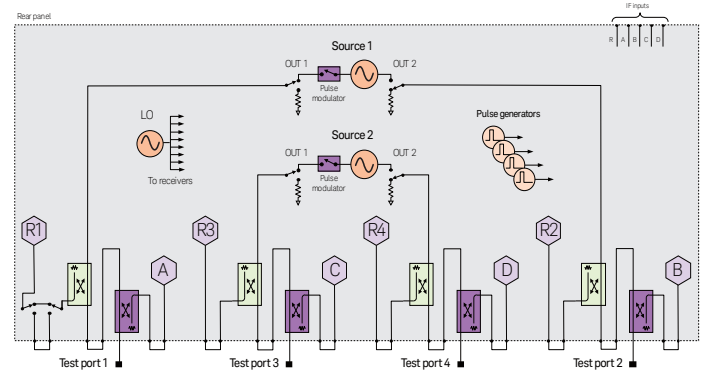 Rear panel
IF inputs
R A B C D
Source 1
OUT 1
OUT 2
Pulse
modulator
LO
To receivers
Pulse generators
Source 2
OUT 1
OUT 2
Pulse
modulator
R1
A
R3
C
R4
D
R2
B
Test port 1
Test port 3
Test port 4
Test port 2